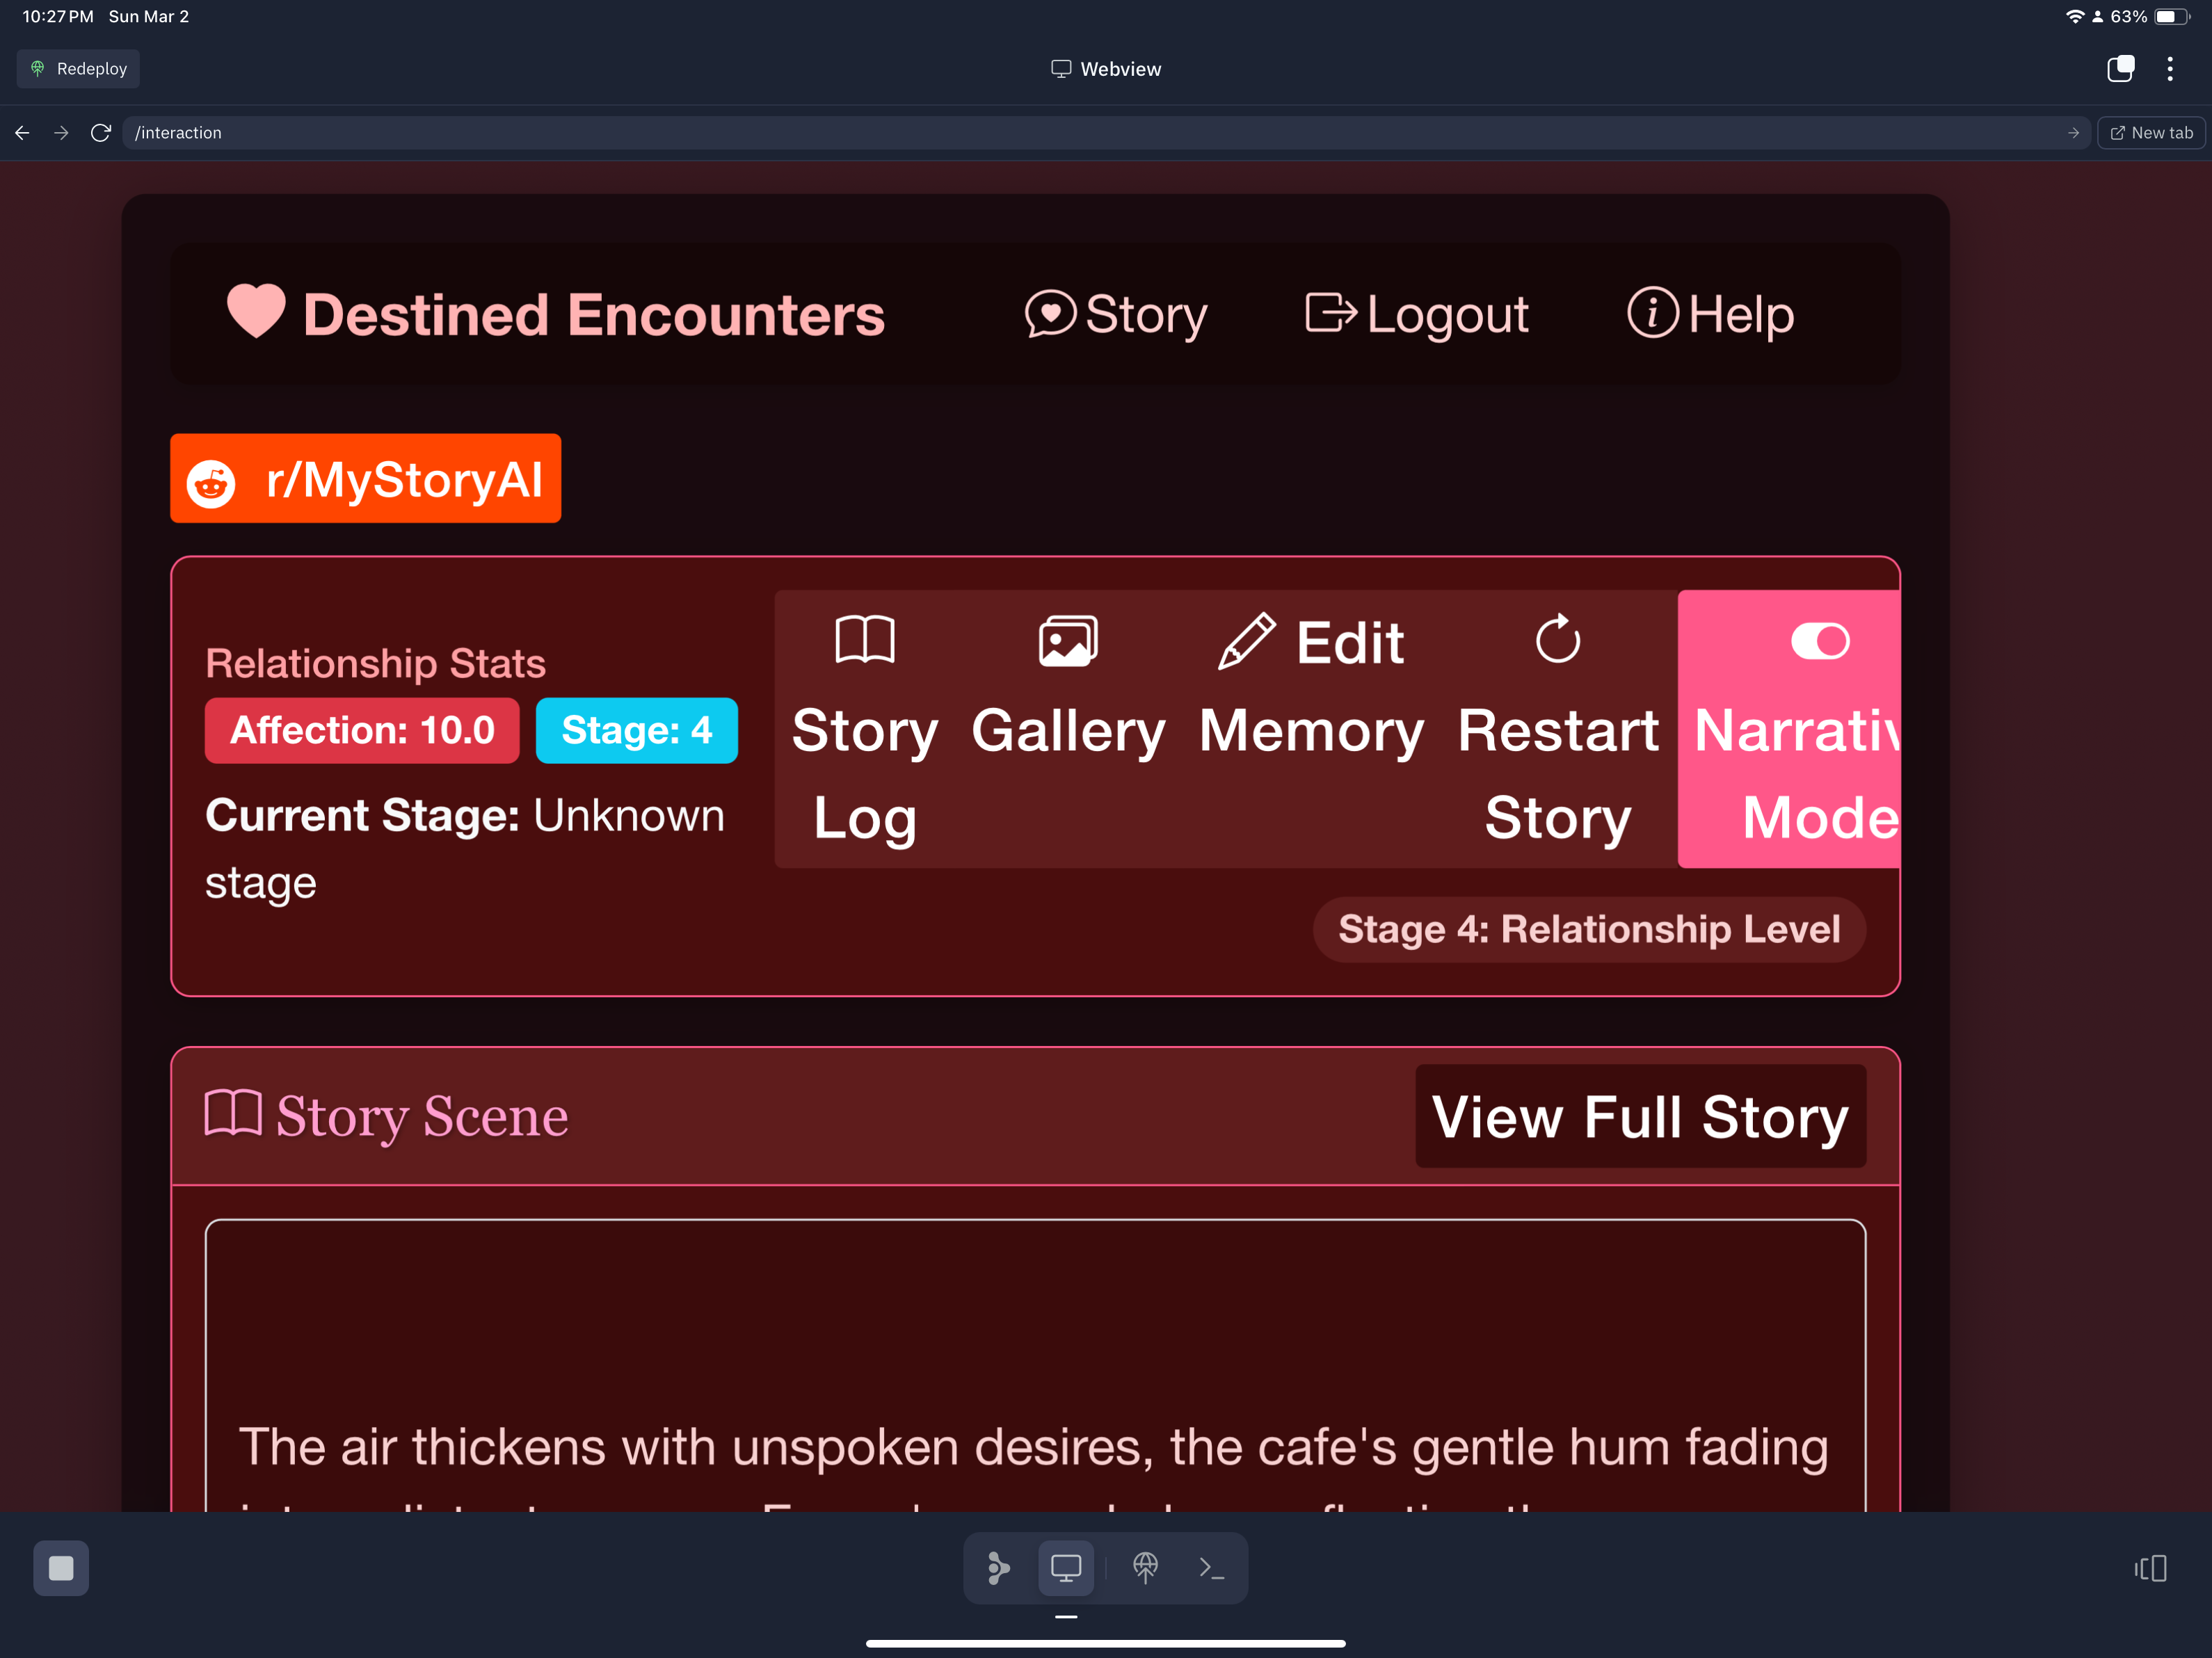 10:27 PM Sun Mar 2
63%
Redeploy
Webview
/interaction
New tab
Destined Encounters
Story
Logout
Help
r/MyStoryAI
Relationship Stats
Affection: 10.0
Stage: 4
Current Stage: Unknown
stage
Story
Log
Gallery
Edit
Memory
Restart
Story
Narrativ
Mode
Stage 4: Relationship Level
Story Scene
View Full Story
The air thickens with unspoken desires, the cafe's gentle hum fading